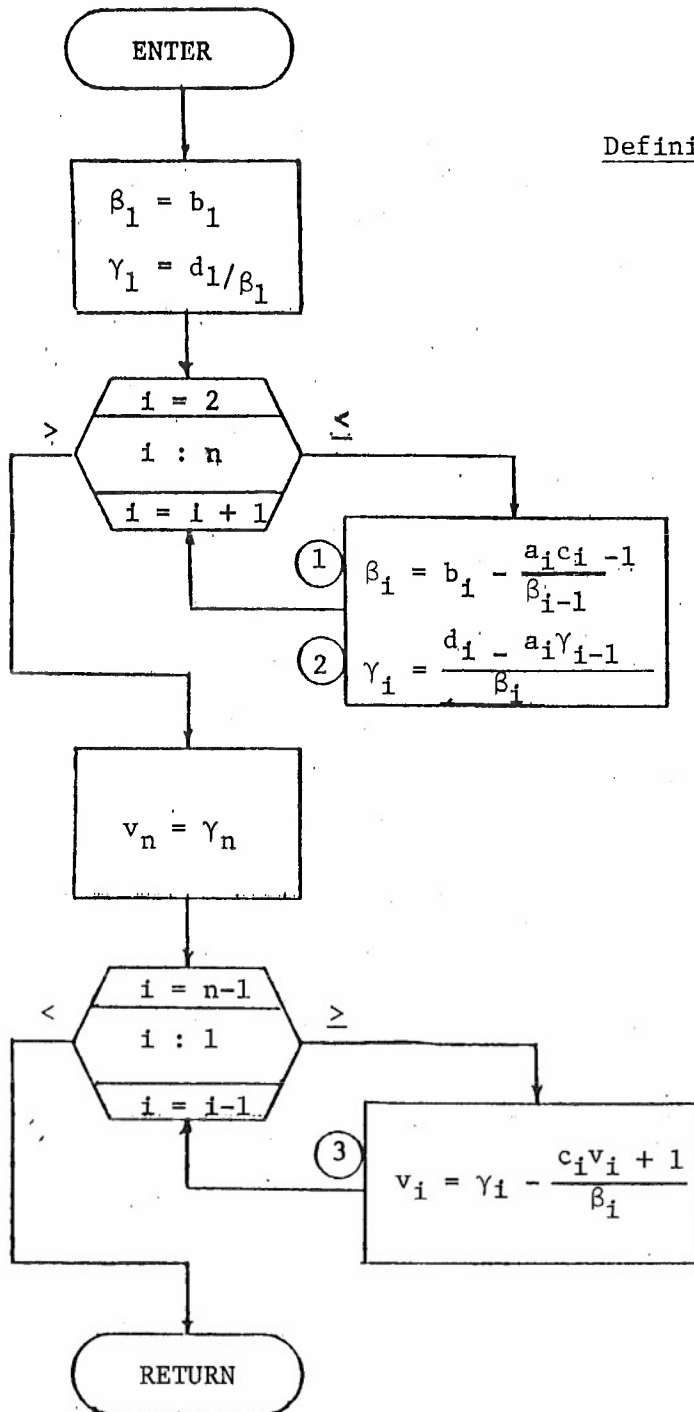 ENTER
Defini
β₁ = b₁
γ₁ = d₁/β₁
i = 2
> ≤
i : n
i = i + 1
① βᵢ = bᵢ - aᵢcᵢ-1 / βᵢ₋₁
② γᵢ = dᵢ - aᵢγᵢ₋₁ / βᵢ
vₙ = γₙ
i = n-1
< ≥
i : 1
i = i-1
③ vᵢ = γᵢ - cᵢvᵢ + 1 / βᵢ
RETURN